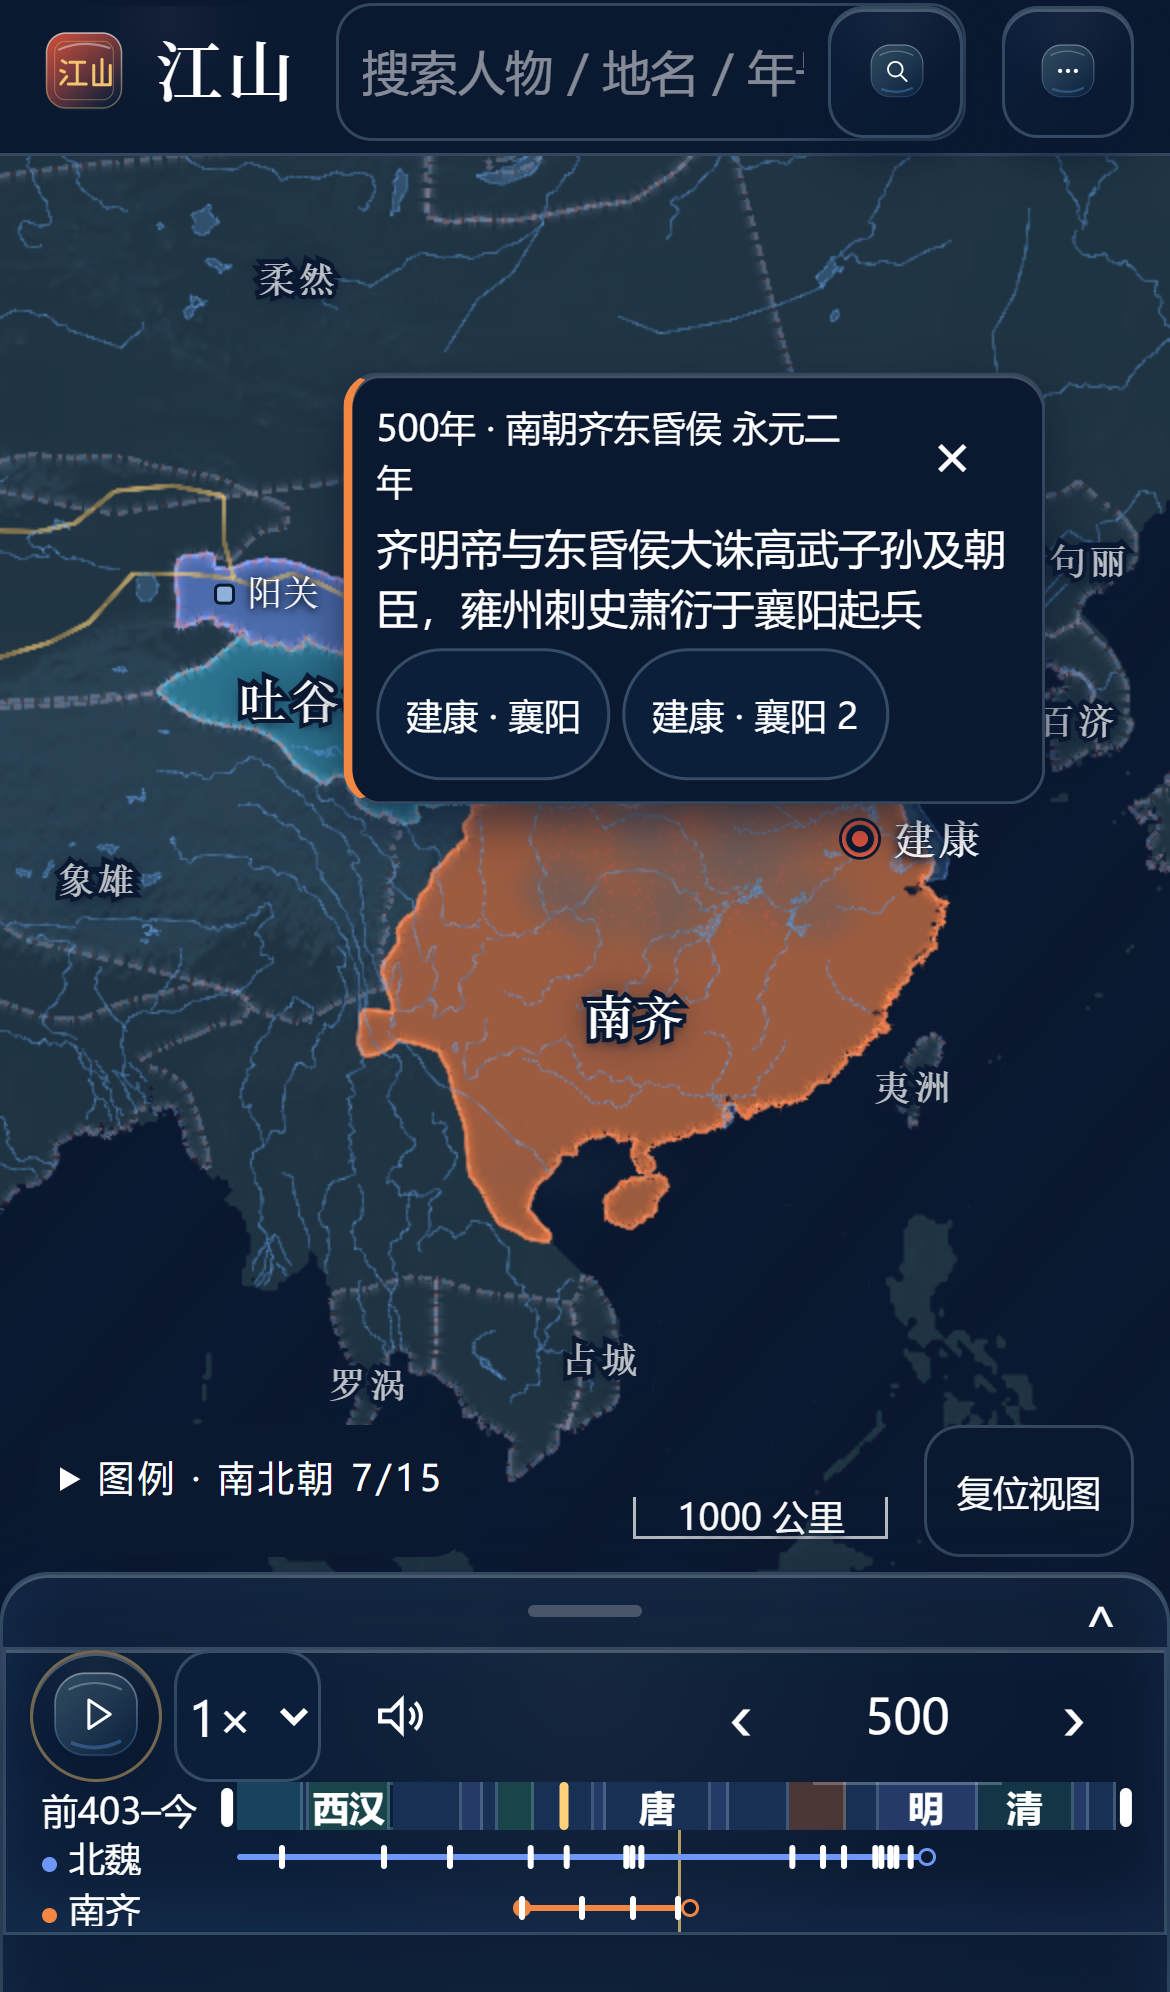 江山
江山
搜索人物 / 地名 / 年
柔然
500年 · 南朝齐东昏侯 永元二
年
齐明帝与东昏侯大诛高武子孙及朝
臣，雍州刺史萧衍于襄阳起兵
建康 · 襄阳
建康 · 襄阳 2
句丽
阳关
吐谷
百济
建康
象雄
南齐
夷洲
占城
罗涡
图例 · 南北朝 7/15
1000 公里
复位视图
1×
500
前403–今
西汉
唐
明
清
北魏
南齐